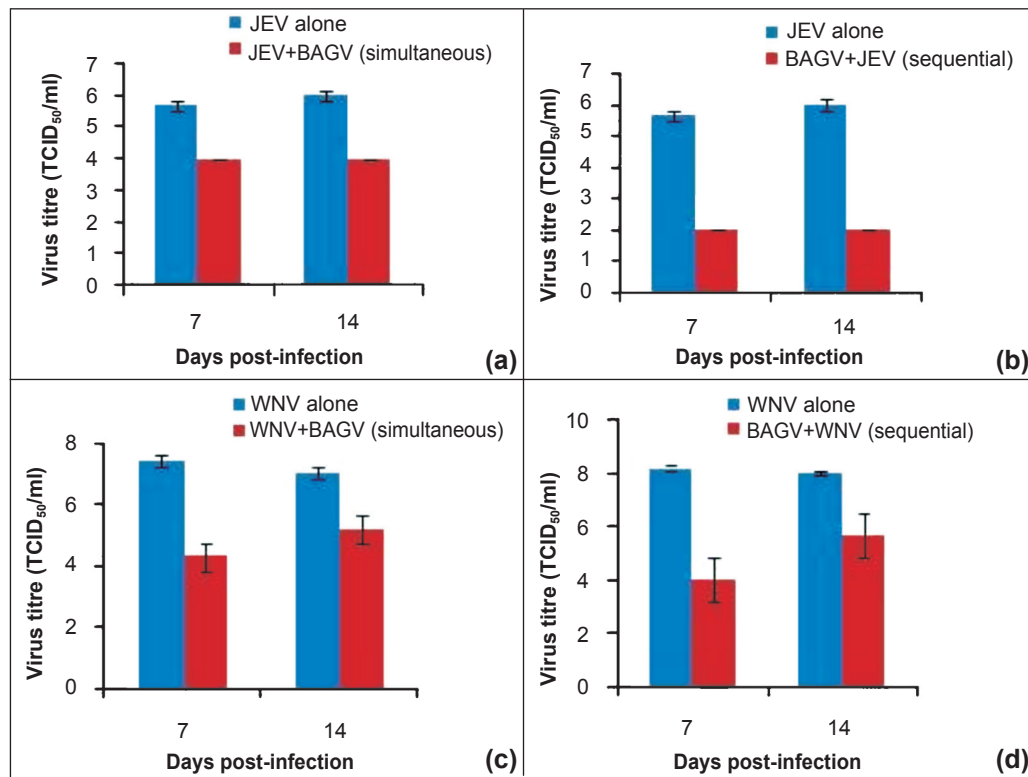 JEV alone
JEV+BAGV (simultaneous)
7
6
5
4
3
2
1
0
Virus titre (TCID50/ml)
7 14
Days post-infection
(a)
JEV alone
BAGV+JEV (sequential)
7
6
5
4
3
2
1
0
Virus titre (TCID50/ml)
7 14
Days post-infection
(b)
WNV alone
WNV+BAGV (simultaneous)
8
6
4
2
0
Virus titre (TCID50/ml)
7 14
Days post-infection
(c)
WNV alone
BAGV+WNV (sequential)
10
8
6
4
2
0
Virus titre (TCID50/ml)
7 14
Days post-infection
(d)